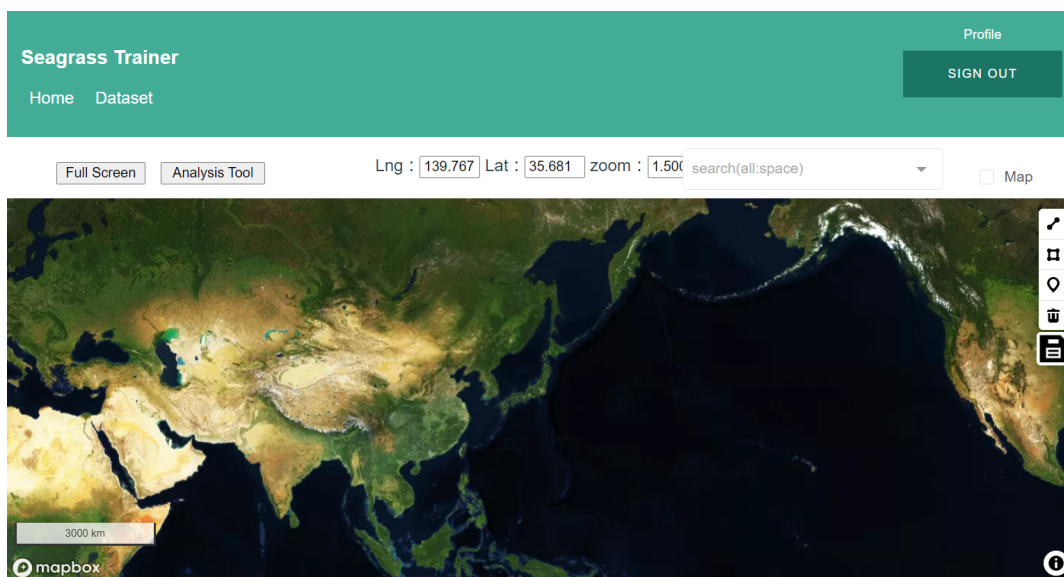 Profile
Seagrass Trainer
SIGN OUT
Home Dataset
Full Screen Analysis Tool Lng : 139.767 Lat : 35.681 zoom : 1.500 search(all:space) Map
3000 km
mapbox